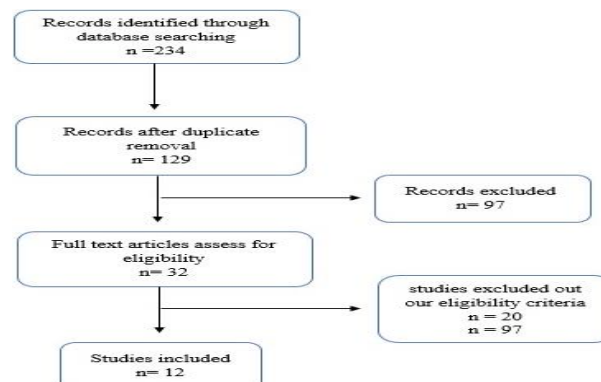 Records identified through
database searching
n =234
Records after duplicate
removal
n= 129
Records excluded
n= 97
Full text articles assess for
eligibility
n= 32
studies excluded out
our eligibility criteria
n = 20
n = 97
Studies included
n= 12